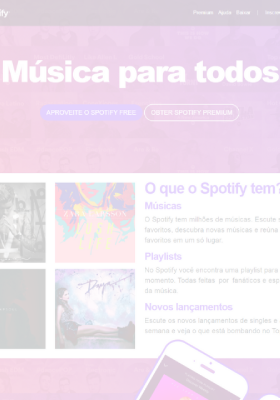 Premium Ajuda Baixar
Música para todos
APROVEITE O SPOTIFY FREE OBTER SPOTIFY PREMIUM
O que o Spotify tem?
Músicas
O Spotify tem milhões de músicas. Escute s
favoritos, descubra novas músicas e reúna
favoritos em um só lugar.
Playlists
No Spotify você encontra uma playlist para
momento. Todas feitas por fanáticos e esp
de música.
Novos lançamentos
Escute os novos lançamentos de singles e
semana e veja o que está bombando no To